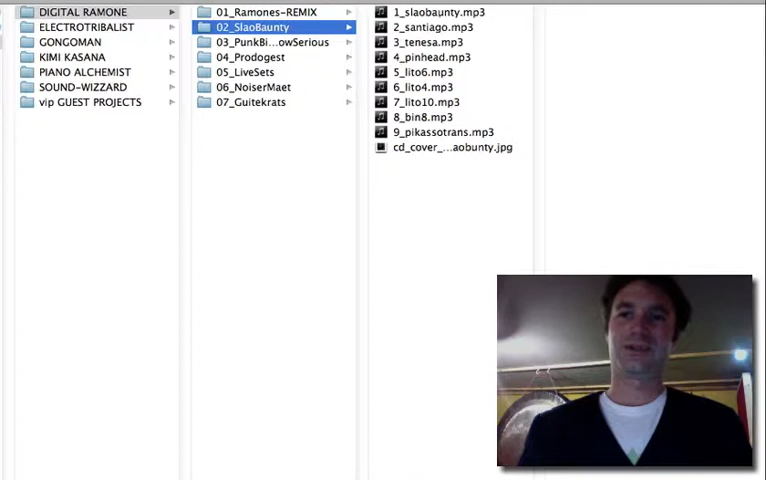 DIGITAL RAMONE
ELECTROTRIBALIST
GONGOMAN
KIMI KASANA
PIANO ALCHEMIST
SOUND-WIZZARD
vip GUEST PROJECTS
01_Ramones-REMIX
02_SlaoBaunty
03_PunkBi...owSerious
04_Prodogest
05_LiveSets
06_NoiserMaet
07_Guitekrats
1_slaobaunty.mp3
2_santiago.mp3
3_tenesa.mp3
4_pinhead.mp3
5_lito6.mp3
6_lito4.mp3
7_lito10.mp3
8_bin8.mp3
9_pikassotrans.mp3
cd_cover_...aobunty.jpg